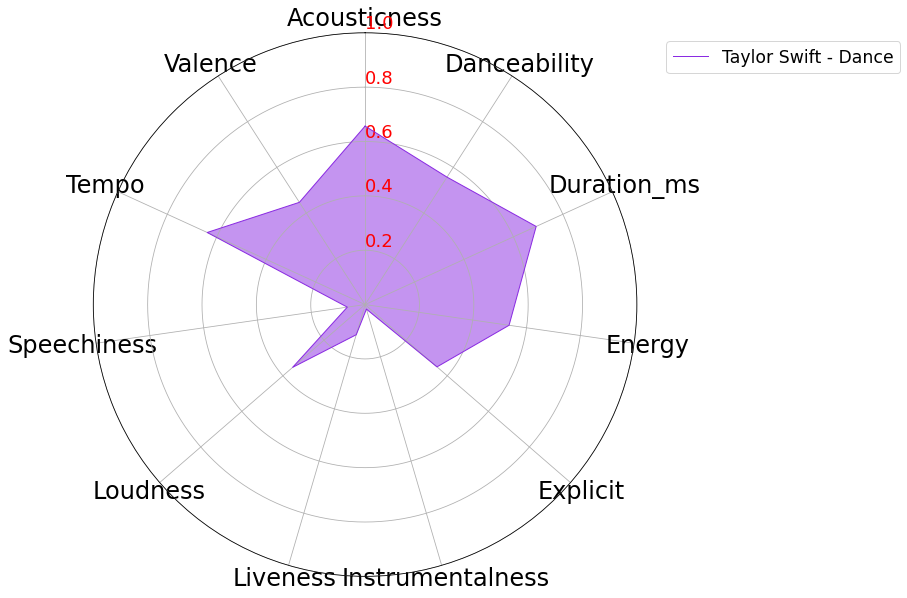 Acousticness
1.0
Valence
Danceability
Taylor Swift - Dance
0.8
0.6
Tempo
0.4
Duration_ms
0.2
Speechiness
Energy
Loudness
Explicit
Liveness
Instrumentalness